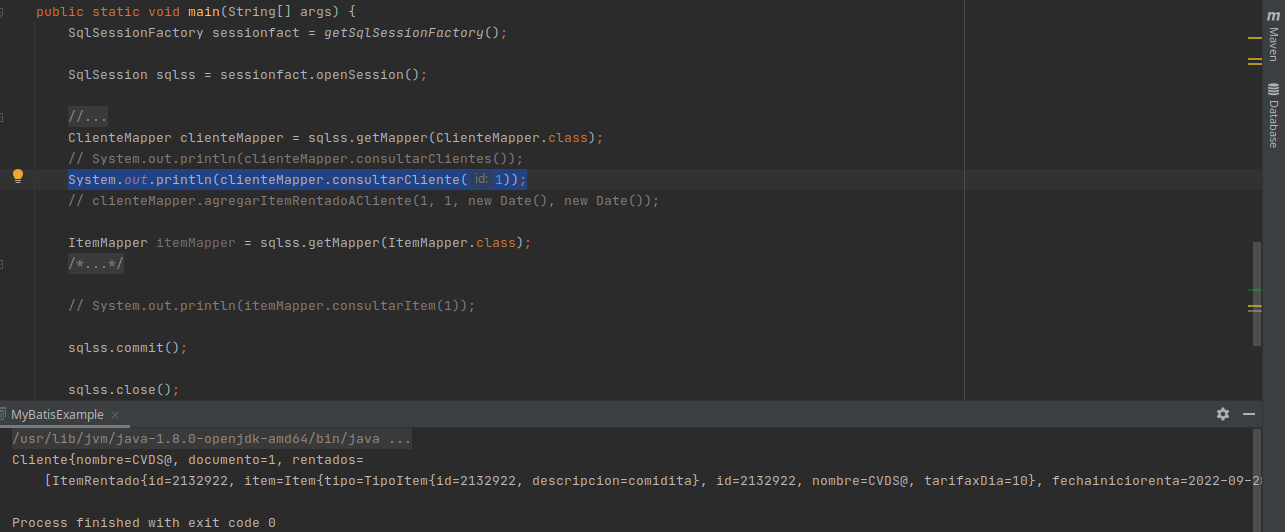 public static void main(String[] args) {
SqlSessionFactory sessionfact = getSqlSessionFactory();
SqlSession sqlss = sessionfact.openSession();
//...
ClienteMapper clienteMapper = sqlss.getMapper(ClienteMapper.class);
// System.out.println(clienteMapper.consultarClientes());
System.out.println(clienteMapper.consultarCliente( id: 1));
// clienteMapper.agregarItemRentadoACliente(1, 1, new Date(), new Date());
ItemMapper itemMapper = sqlss.getMapper(ItemMapper.class);
/*...*/
// System.out.println(itemMapper.consultarItem(1));
sqlss.commit();
sqlss.close();
m Maven
Database
MyBatisExample
/usr/lib/jvm/java-1.8.0-openjdk-amd64/bin/java ...
Cliente{nombre=CVDS@, documento=1, rentados=
[ItemRentado{id=2132922, item=Item{tipo=TipoItem{id=2132922, descripcion=comidita}, id=2132922, nombre=CVDS@, tarifaxDia=10}, fechainiciorenta=2022-09-28
Process finished with exit code 0